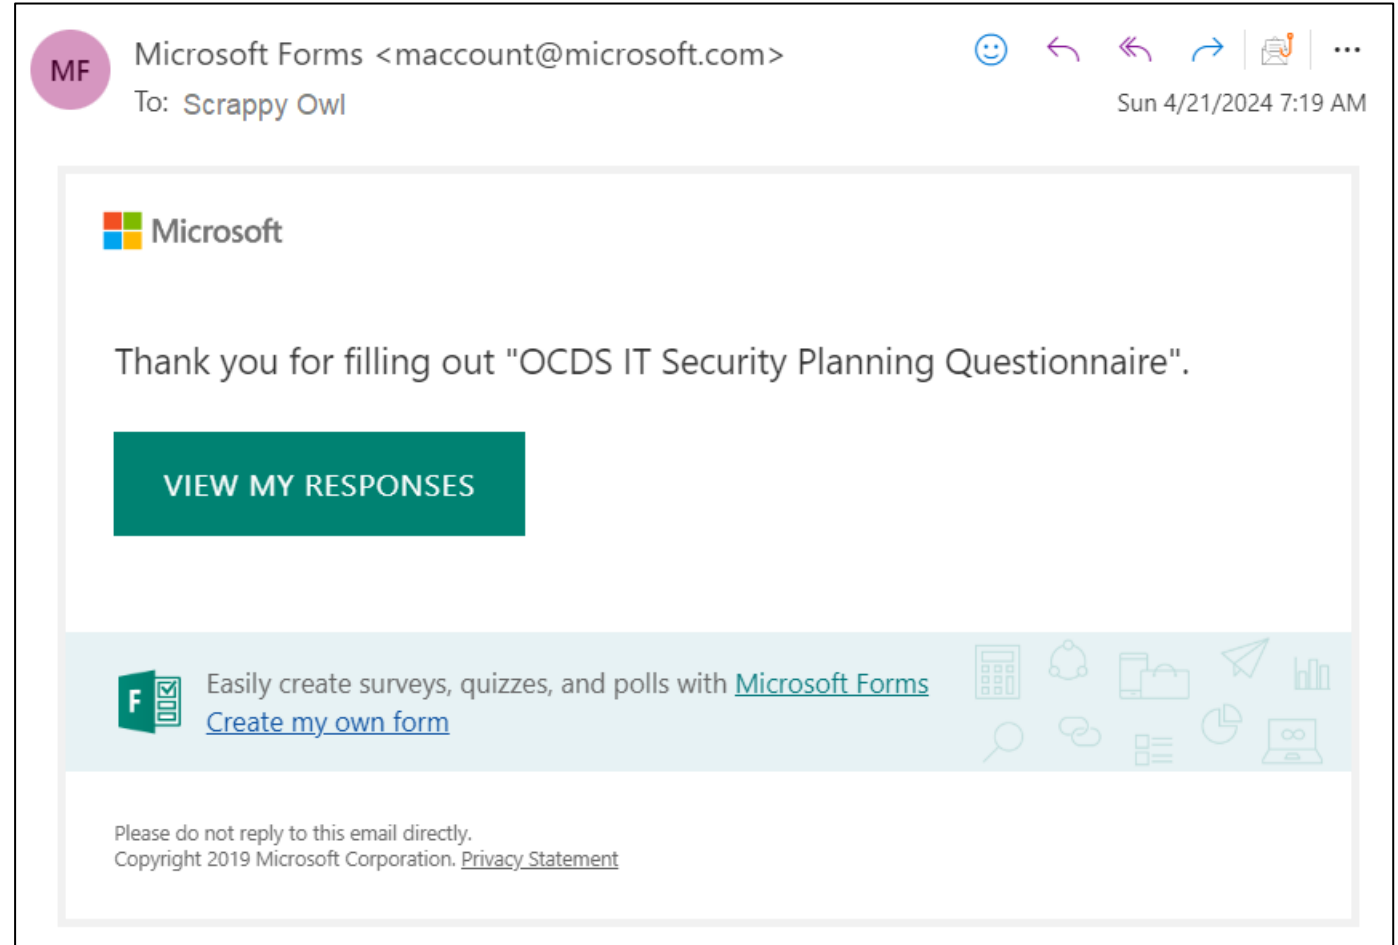 MF
Microsoft Forms <maccount@microsoft.com>
To: Scrappy Owl
Sun 4/21/2024 7:19 AM
Microsoft
Thank you for filling out "OCDS IT Security Planning Questionnaire".
VIEW MY RESPONSES
F
Easily create surveys, quizzes, and polls with Microsoft Forms
Create my own form
Please do not reply to this email directly.
Copyright 2019 Microsoft Corporation. Privacy Statement